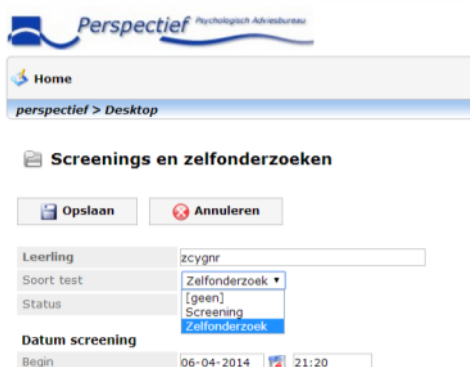 Perspectief Psychologisch Adviesbureau
Home
perspectief > Desktop
Screenings en zelfonderzoeken
Opslaan Annuleren
Leerling zcygnr
Soort test Zelfonderzoek
Status [geen]
Screening
Zelfonderzoek
Datum screening
Begin 06-04-2014 21:20